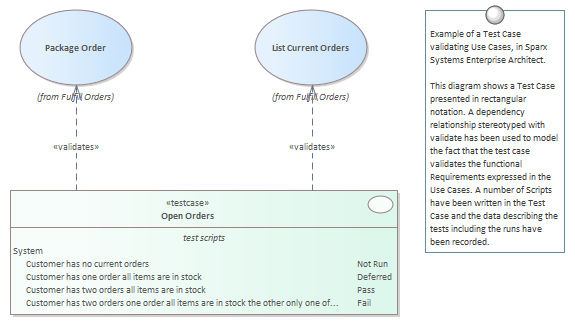 Package Order
List Current Orders
(from Fulfil Orders)
(from Fulfil Orders)
«validates»
«validates»
«testcase»
Open Orders
test scripts
System
Customer has no current orders Not Run
Customer has one order all items are in stock Deferred
Customer has two orders all items are in stock Pass
Customer has two orders one order all items are in stock the other only one of... Fail
Example of a Test Case
validating Use Cases, in Sparx
Systems Enterprise Architect.
This diagram shows a Test Case
presented in rectangular
notation. A dependency
relationship stereotyped with
validate has been used to model
the fact that the test case
validates the functional
Requirements expressed in the
Use Cases. A number of Scripts
have been written in the Test
Case and the data describing the
tests including the runs have
been recorded.